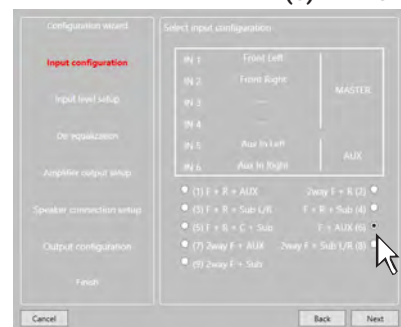 Configuration wizard
Input configuration
Input level setup
De-equalization
Amplifier output setup
Speaker connection setup
Output configuration
Finish
Select input configuration
IN 1 Front Left
IN 2 Front Right
IN 3 ---
IN 4 ---
MASTER
IN 5 Aux In Left
IN 6 Aux In Right
AUX
(1) F + R + AUX 2way F + R (2)
(3) F + R + Sub L/R F + R + Sub (4)
(5) F + R + C + Sub F + AUX (6)
(7) 2way F + AUX 2way F + Sub L/R (8)
(9) 2way F + Sub
Cancel Back Next